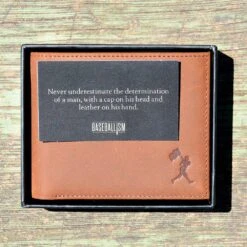 Never underestimate the determination
of a man, with a cap on his head and
leather on his hand.
BASEBALLISM